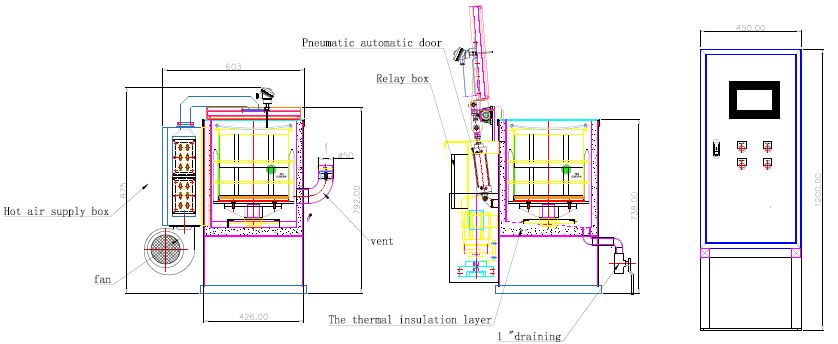 450.00
Pneumatic automatic door
603
Relay box
ø50
875
792.00
738.00
1200.00
Hot air supply box
vent
fan
426.00
The thermal insulation layer
1 "draining